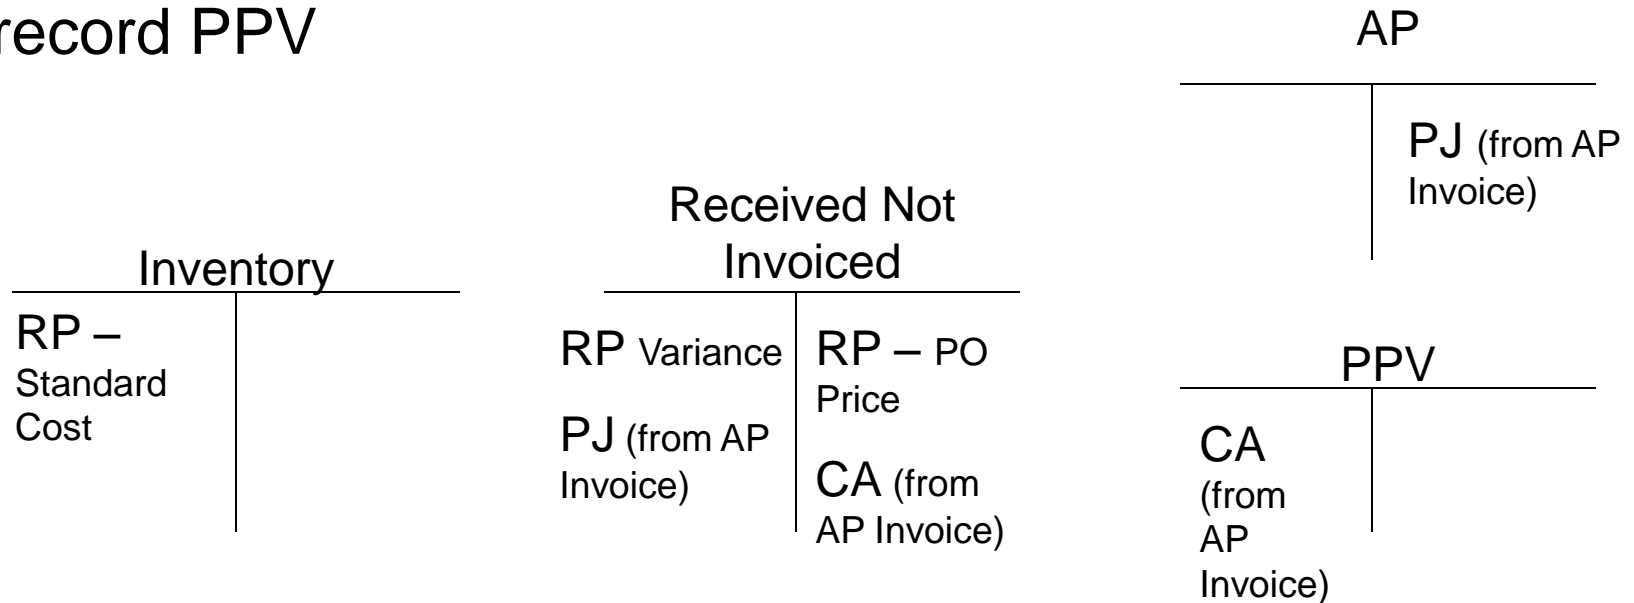 record PPV
AP
PJ (from AP
Invoice)
Received Not
Invoiced
Inventory
RP –
Standard
Cost
RP Variance
PJ (from AP
Invoice)
RP – PO
Price
CA (from
AP Invoice)
PPV
CA
(from
AP
Invoice)